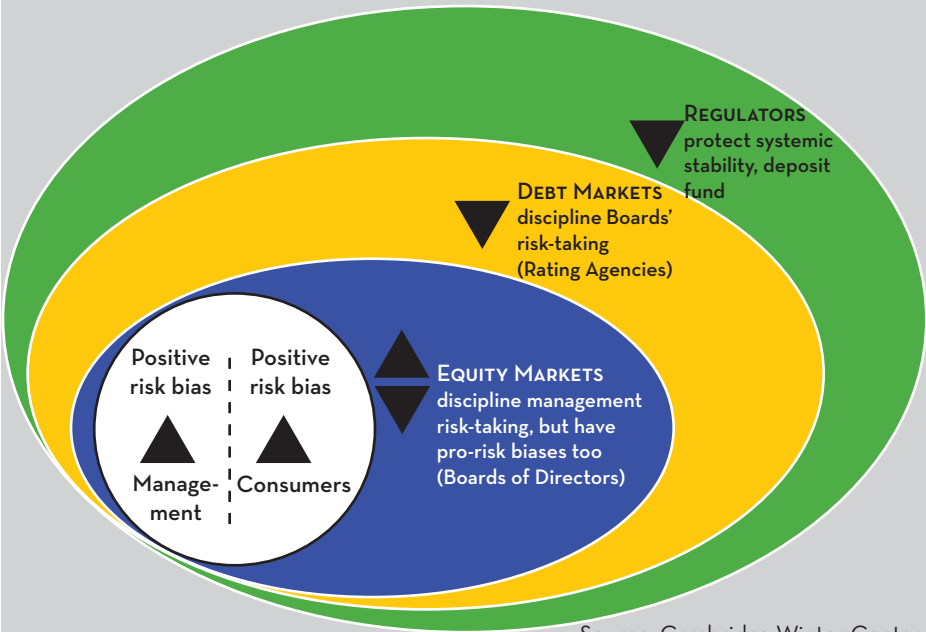 REGULATORS
protect systemic
stability, deposit
fund
DEBT MARKETS
discipline Boards’
risk-taking
(Rating Agencies)
EQUITY MARKETS
discipline management
risk-taking, but have
pro-risk biases too
(Boards of Directors)
Positive
risk bias
Manage-
ment
Positive
risk bias
Consumers